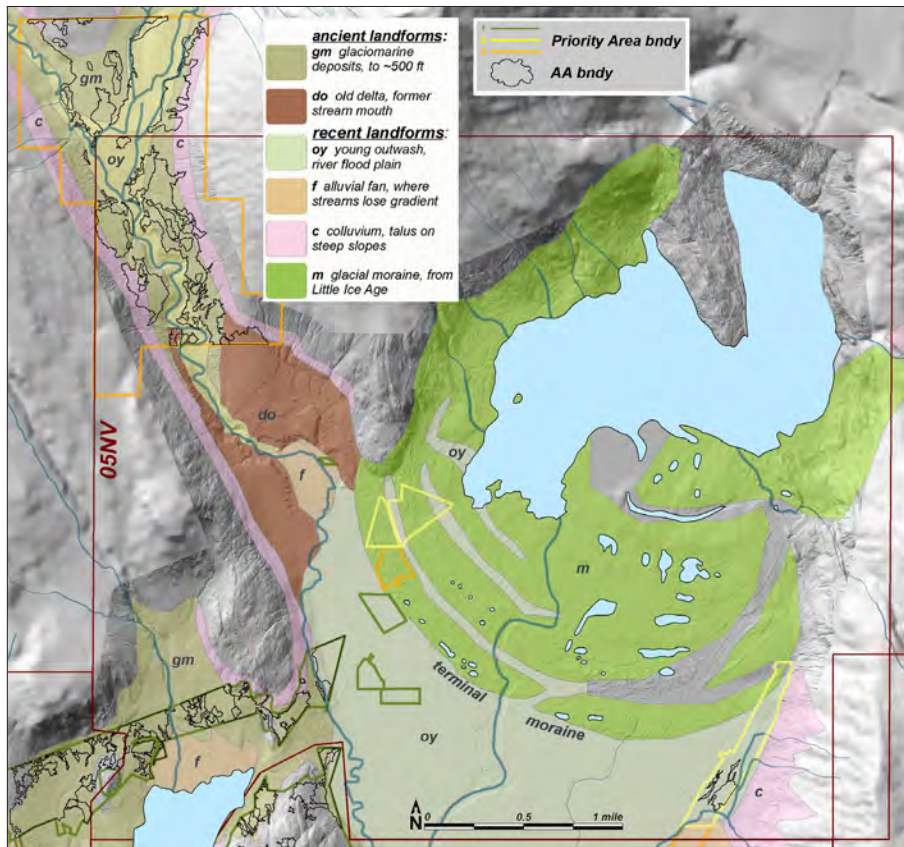 ancient landforms:
gm glaciomarine
deposits, to ~500 ft
do old delta, former
stream mouth
recent landforms:
oy young outwash,
river flood plain
f alluvial fan, where
streams lose gradient
c colluvium, talus on
steep slopes
m glacial moraine, from
Little Ice Age
1
2
3
Priority Area bndy
AA bndy
gm
c
oy
c
do
05NV
f
oy
m
gm
terminal
moraine
f
oy
c
N
0 0.5 1 mile